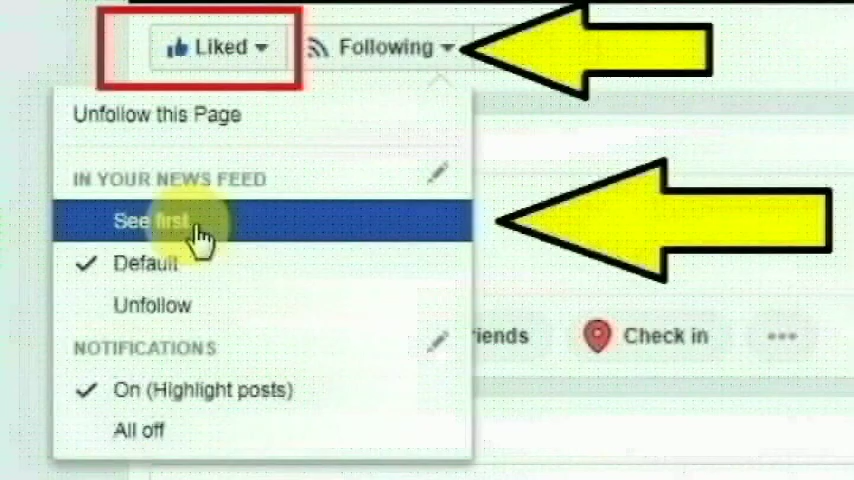 Liked Following
Unfollow this Page
IN YOUR NEWS FEED
See first
Default
Unfollow
riends Check in
NOTIFICATIONS
On (Highlight posts)
All off